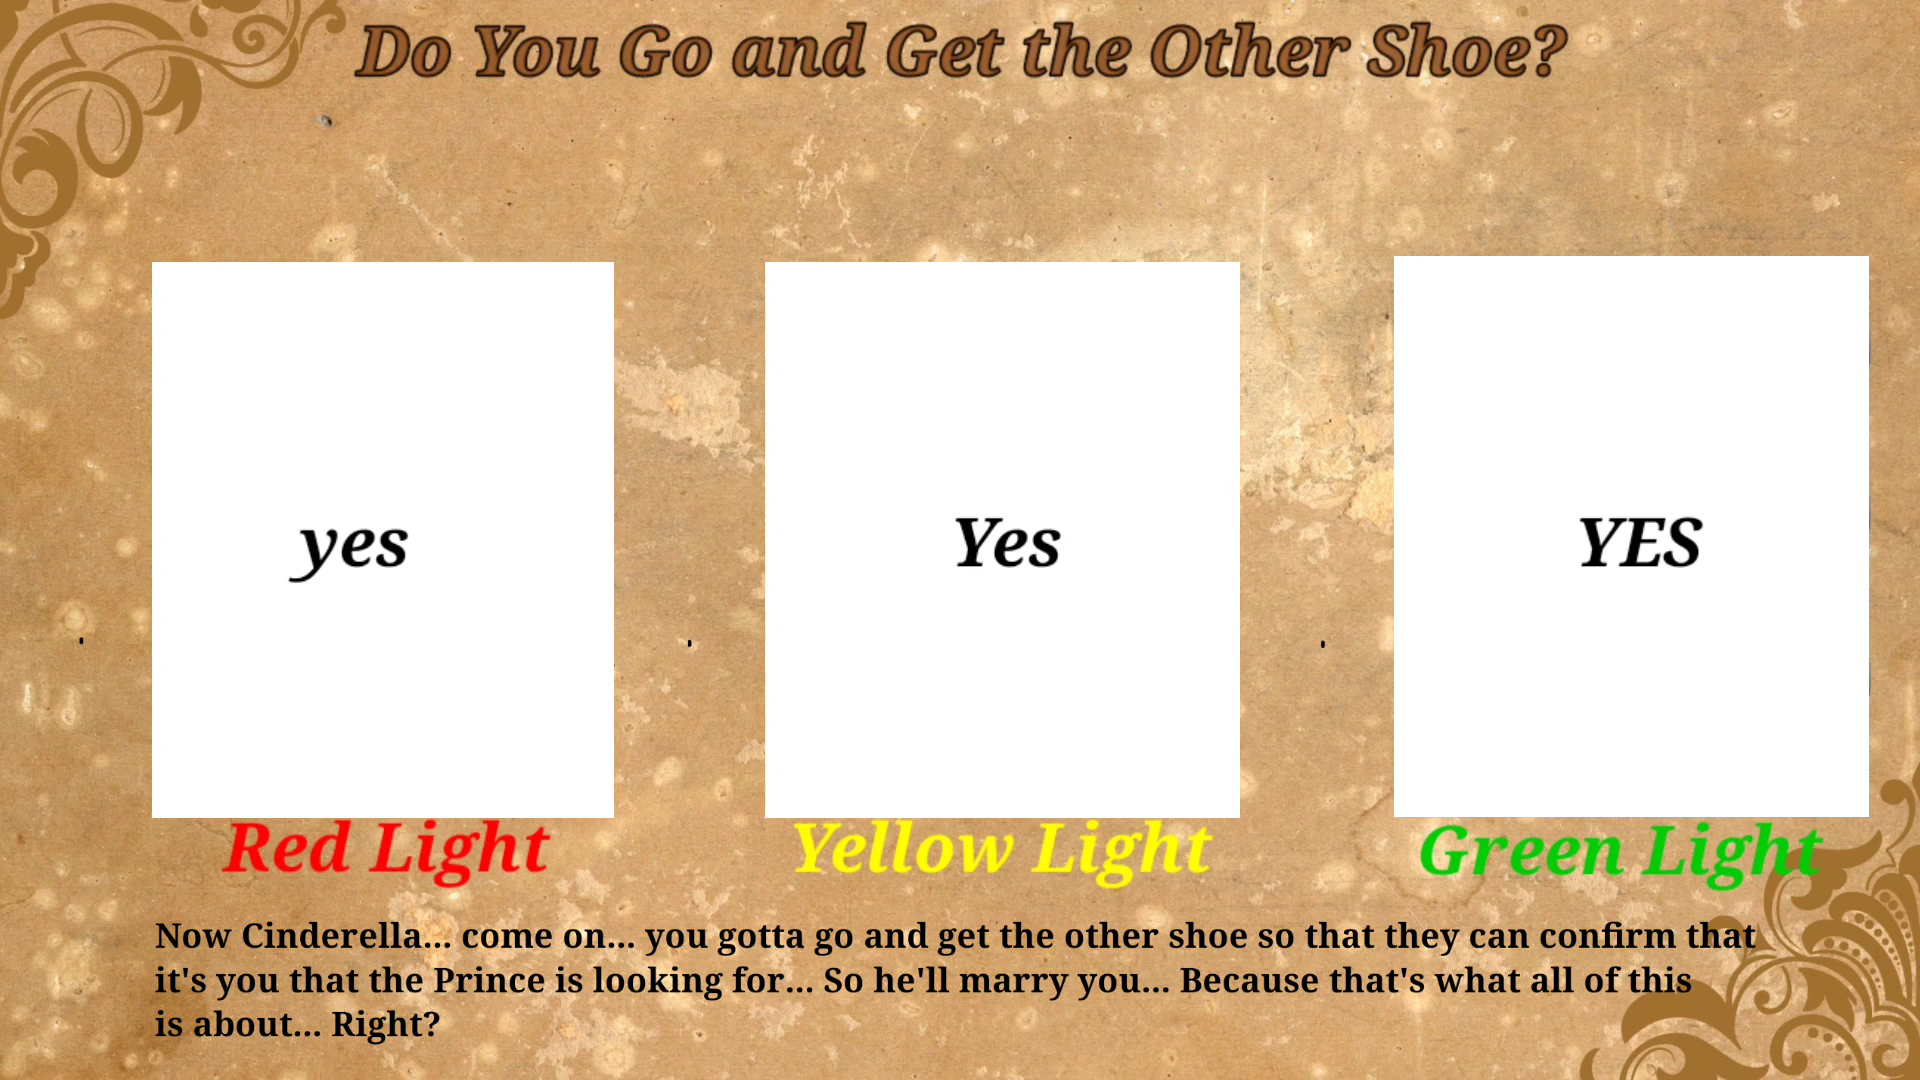 Do You Go and Get the Other Shoe?
yes
Yes
YES
Red Light
Yellow Light
Green Light
Now Cinderella... come on... you gotta go and get the other shoe so that they can confirm that
it's you that the Prince is looking for... So he'll marry you... Because that's what all of this
is about... Right?